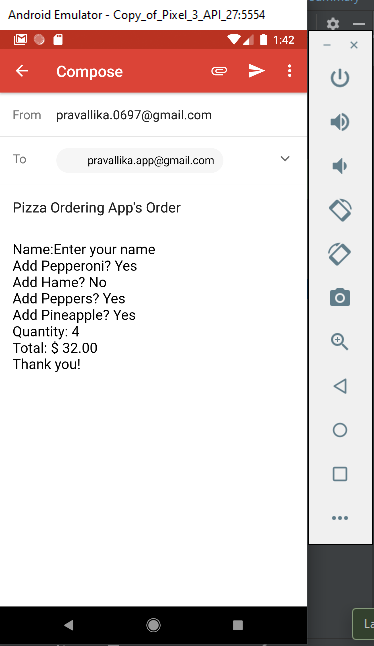 Summary
Android Emulator - Copy_of_Pixel_3_API_27:5554
1:42
Compose
From pravallika.0697@gmail.com
To pravallika.app@gmail.com
Pizza Ordering App's Order
Name:Enter your name
Add Pepperoni? Yes
Add Hame? No
Add Peppers? Yes
Add Pineapple? Yes
Quantity: 4
Total: $ 32.00
Thank you!